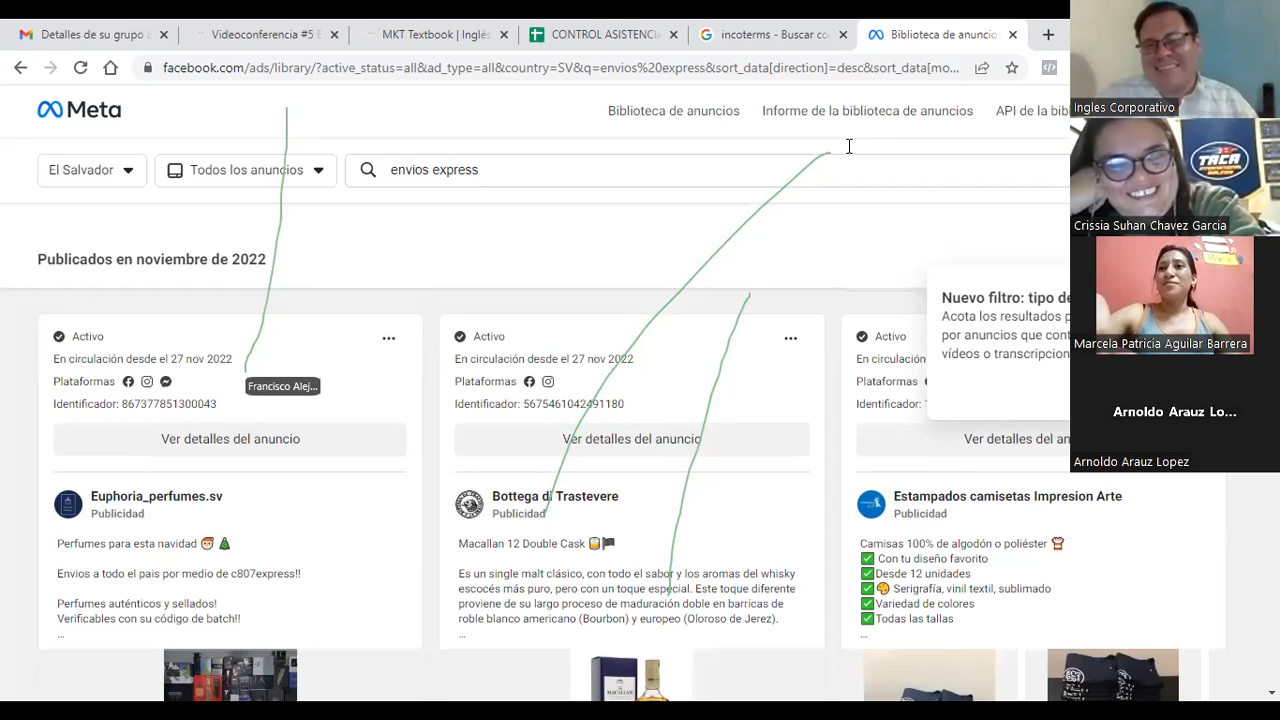 Detalles de su grupo
Videoconferencia #5
MKT Textbook | Inglé
CONTROL ASISTENCIA
incoterms - Buscar co
Biblioteca de anuncio
facebook.com/ads/library/?active_status=all&ad_type=all&country=SV&q=envios%20express&sort_data[direction]=desc&sort_data[mo...
Meta
Biblioteca de anuncios
Informe de la biblioteca de anuncios
API de la bib
El Salvador
Todos los anuncios
envios express
Publicados en noviembre de 2022
Nuevo filtro: tipo de
Acota los resultados p
por anuncios que cont
vídeos o transcripcion
Activo
En circulación desde el 27 nov 2022
Plataformas
Francisco Alej...
Identificador: 867377851300043
Ver detalles del anuncio
Euphoria_perfumes.sv
Publicidad
Perfumes para esta navidad
Envios a todo el pais por medio de c807express!!
Perfumes auténticos y sellados!
Verificables con su código de batch!!
...
Activo
En circulación desde el 27 nov 2022
Plataformas
Identificador: 5675461042491180
Ver detalles del anuncio
Bottega di Trastevere
Publicidad
Macallan 12 Double Cask
Es un single malt clásico, con todo el sabor y los aromas del whisky
escocés más puro, pero con un toque especial. Este toque diferente
proviene de su largo proceso de maduración doble en barricas de
roble blanco americano (Bourbon) y europeo (Oloroso de Jerez).
...
MACALLAN
Activo
En circulación
Plataformas
Identificador:
Ver detalles del an
Estampados camisetas Impresion Arte
Publicidad
Camisas 100% de algodón o poliéster
Con tu diseño favorito
Desde 12 unidades
Serigrafía, vinil textil, sublimado
Variedad de colores
Todas las tallas
...
Ingles Corporativo
TACA
INTERNATIONAL
Crissia Suhan Chavez Garcia
Marcela Patricia Aguilar Barrera
Arnoldo Arauz Lo...
Arnoldo Arauz Lopez